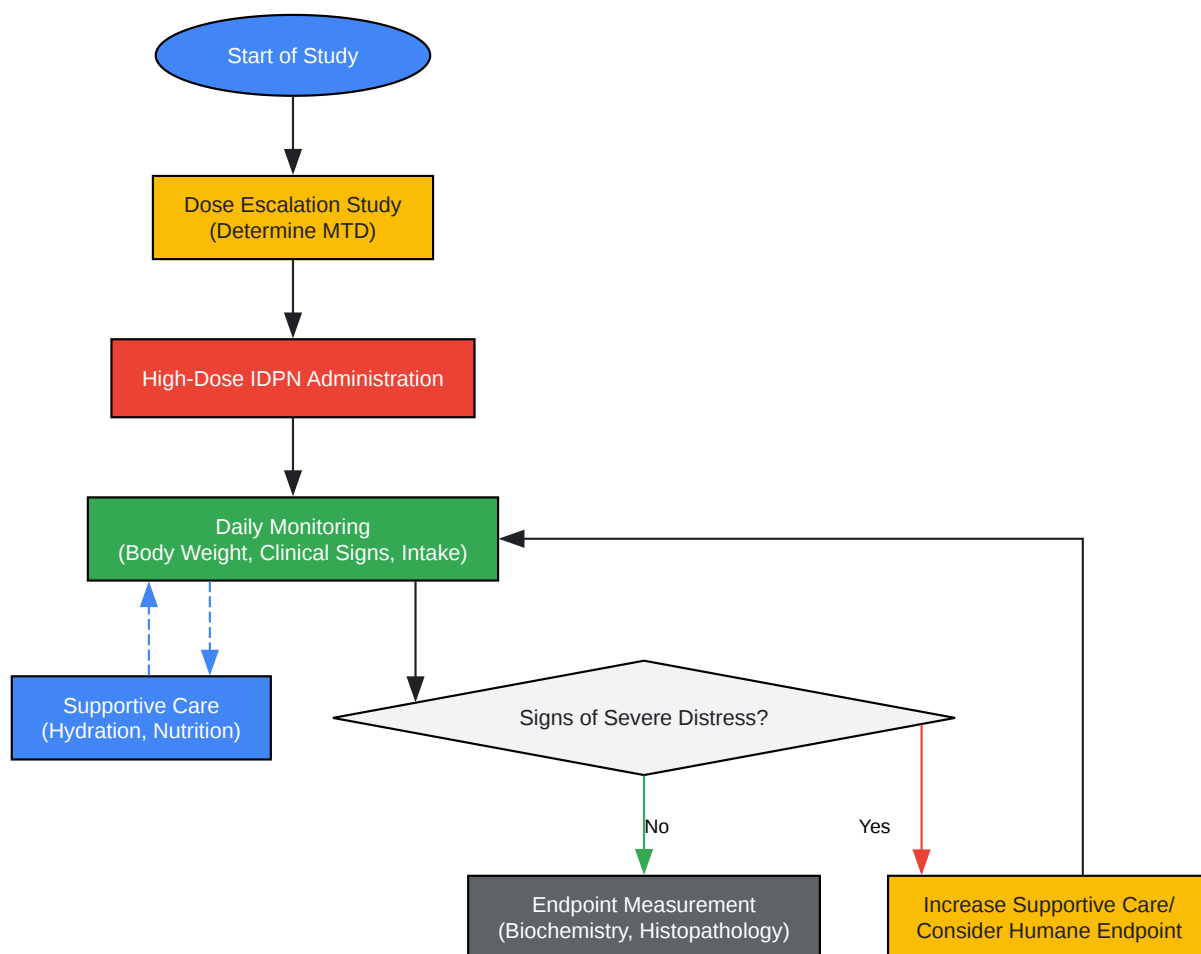 Start of Study
Dose Escalation Study
(Determine MTD)
High-Dose IDPN Administration
Daily Monitoring
(Body Weight, Clinical Signs, Intake)
Supportive Care
(Hydration, Nutrition)
Signs of Severe Distress?
No
Yes
Endpoint Measurement
(Biochemistry, Histopathology)
Increase Supportive Care/
Consider Humane Endpoint